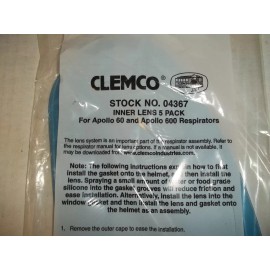 CLEMCO
STOCK NO. 04367
INNER LENS 5 PACK
For Apollo 60 and Apollo 600 Respirators
The lens system is an important part of the respirator assembly. Refer to the
respirator manual for lens options. If a manual is not available, it
may be downloaded from www.clemcoindustries.com.
Note: The following instructions explain how to first
install the gasket onto the helmet, and then install the
lens. Spraying a small amount of water or food grade
silicone into the gasket grooves will reduce friction and
ease installation. Alternatively, install the lens into the
window gasket and then install the lens and gasket onto
the helmet as an assembly.
1. Remove the outer cape to ease the installation.